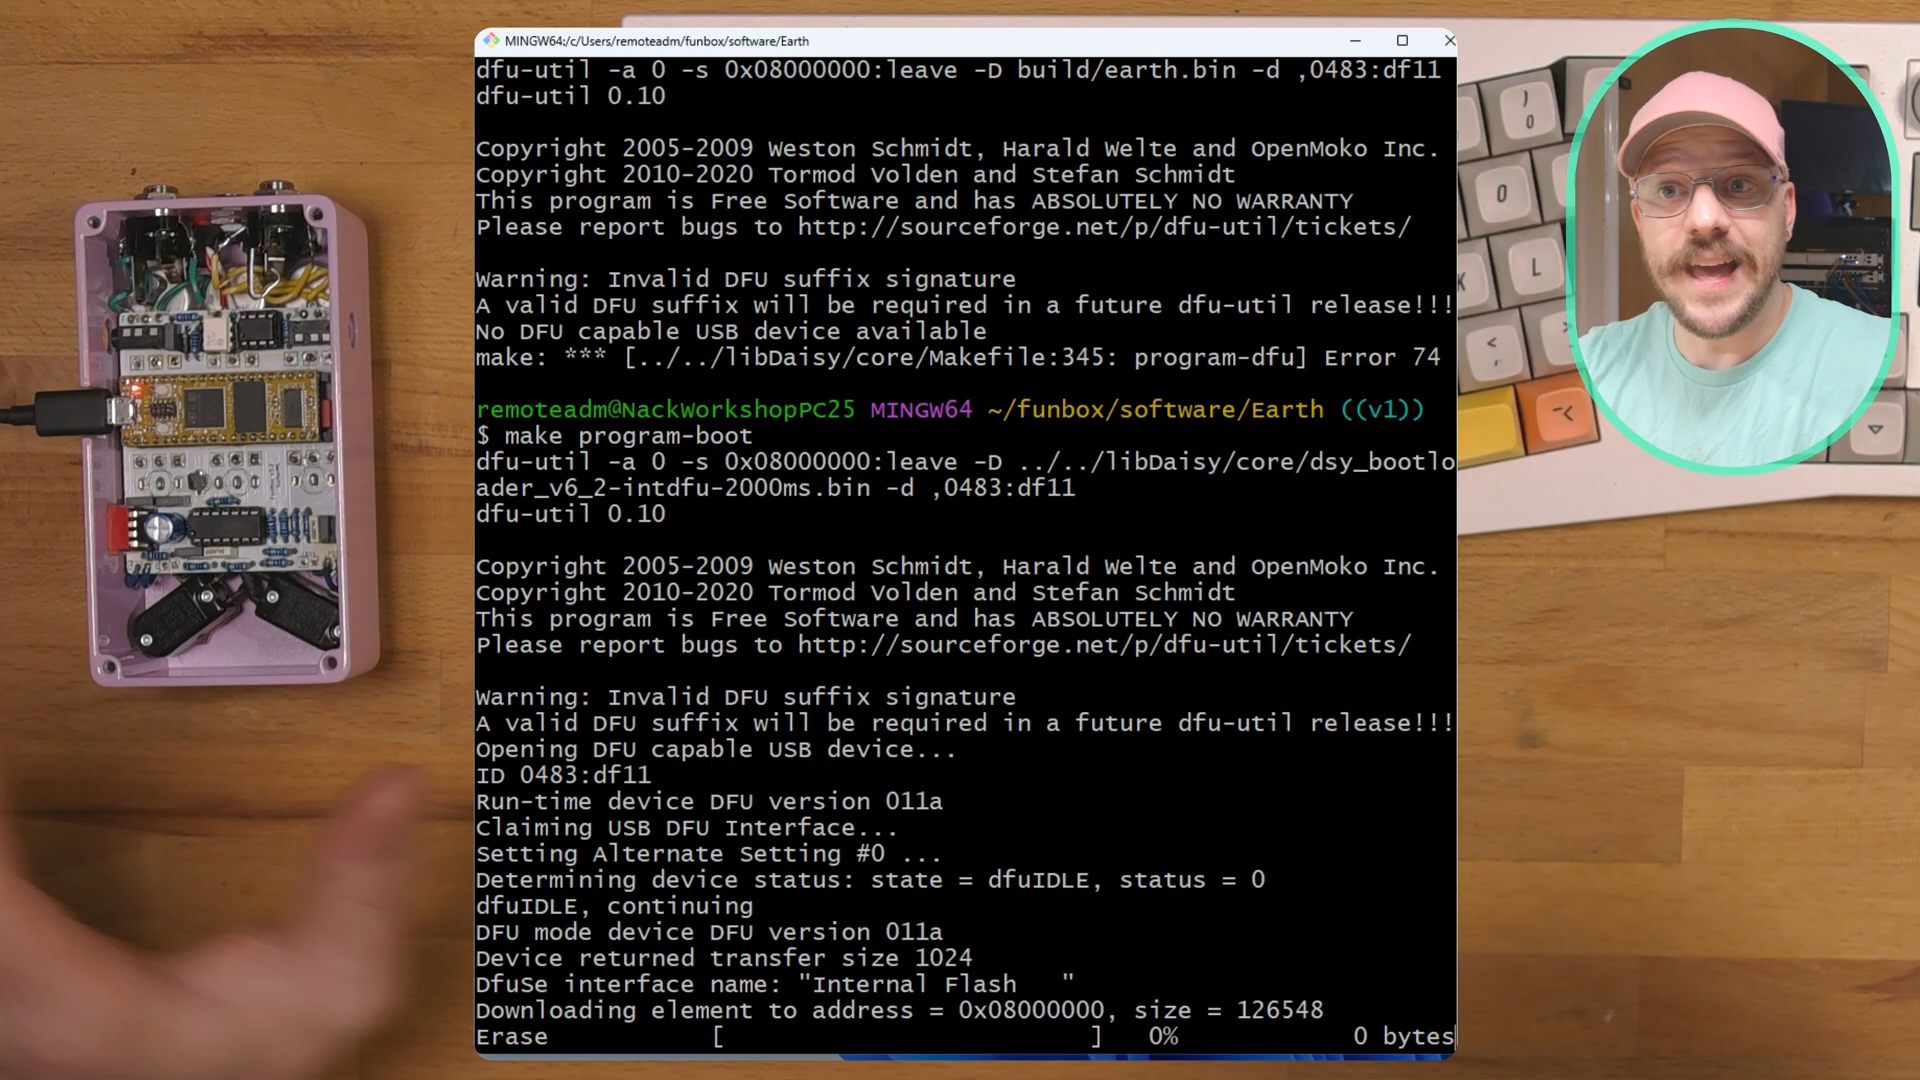 MINGW64:/c/Users/remoteadm/funbox/software/Earth
dfu-util -a 0 -s 0x08000000:leave -D build/earth.bin -d ,0483:df11
dfu-util 0.10
Copyright 2005-2009 Weston Schmidt, Harald Welte and OpenMoko Inc.
Copyright 2010-2020 Tormod Volden and Stefan Schmidt
This program is Free Software and has ABSOLUTELY NO WARRANTY
Please report bugs to http://sourceforge.net/p/dfu-util/tickets/
Warning: Invalid DFU suffix signature
A valid DFU suffix will be required in a future dfu-util release!!!
No DFU capable USB device available
make: *** [../../libDaisy/core/Makefile:345: program-dfu] Error 74
remoteadm@NackWorkshopPC25 MINGW64 ~/funbox/software/Earth ((v1))
$ make program-boot
dfu-util -a 0 -s 0x08000000:leave -D ../../libDaisy/core/dsy_bootlo
ader_v6_2-intdfu-2000ms.bin -d ,0483:df11
dfu-util 0.10
Copyright 2005-2009 Weston Schmidt, Harald Welte and OpenMoko Inc.
Copyright 2010-2020 Tormod Volden and Stefan Schmidt
This program is Free Software and has ABSOLUTELY NO WARRANTY
Please report bugs to http://sourceforge.net/p/dfu-util/tickets/
Warning: Invalid DFU suffix signature
A valid DFU suffix will be required in a future dfu-util release!!!
Opening DFU capable USB device...
ID 0483:df11
Run-time device DFU version 011a
Claiming USB DFU Interface...
Setting Alternate Setting #0 ...
Determining device status: state = dfuIDLE, status = 0
dfuIDLE, continuing
DFU mode device DFU version 011a
Device returned transfer size 1024
DfuSe interface name: "Internal Flash   "
Downloading element to address = 0x08000000, size = 126548
Erase [ ] 0% 0 bytes
)
0
O
K
L
<
>